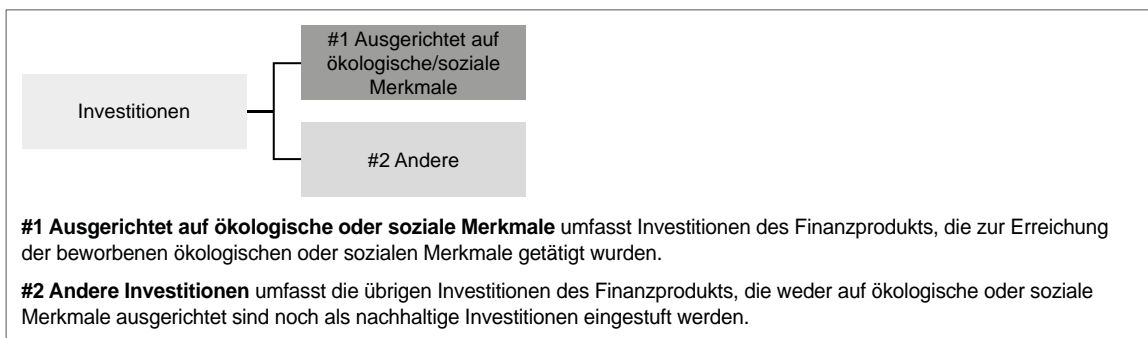 #1 Ausgerichtet auf
ökologische/soziale
Merkmale
Investitionen
#2 Andere
#1 Ausgerichtet auf ökologische oder soziale Merkmale umfasst Investitionen des Finanzprodukts, die zur Erreichung
der beworbenen ökologischen oder sozialen Merkmale getätigt wurden.
#2 Andere Investitionen umfasst die übrigen Investitionen des Finanzprodukts, die weder auf ökologische oder soziale
Merkmale ausgerichtet sind noch als nachhaltige Investitionen eingestuft werden.